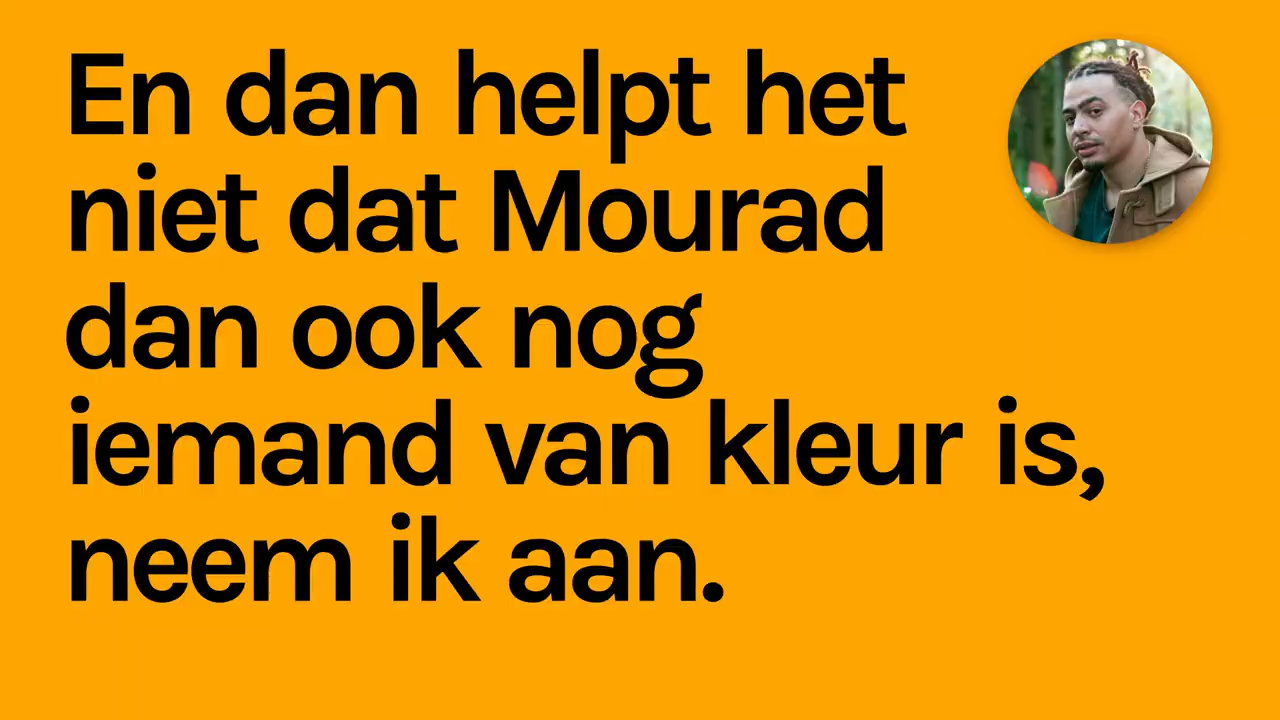 En dan helpt het
niet dat Mourad
dan ook nog
iemand van kleur is,
neem ik aan.